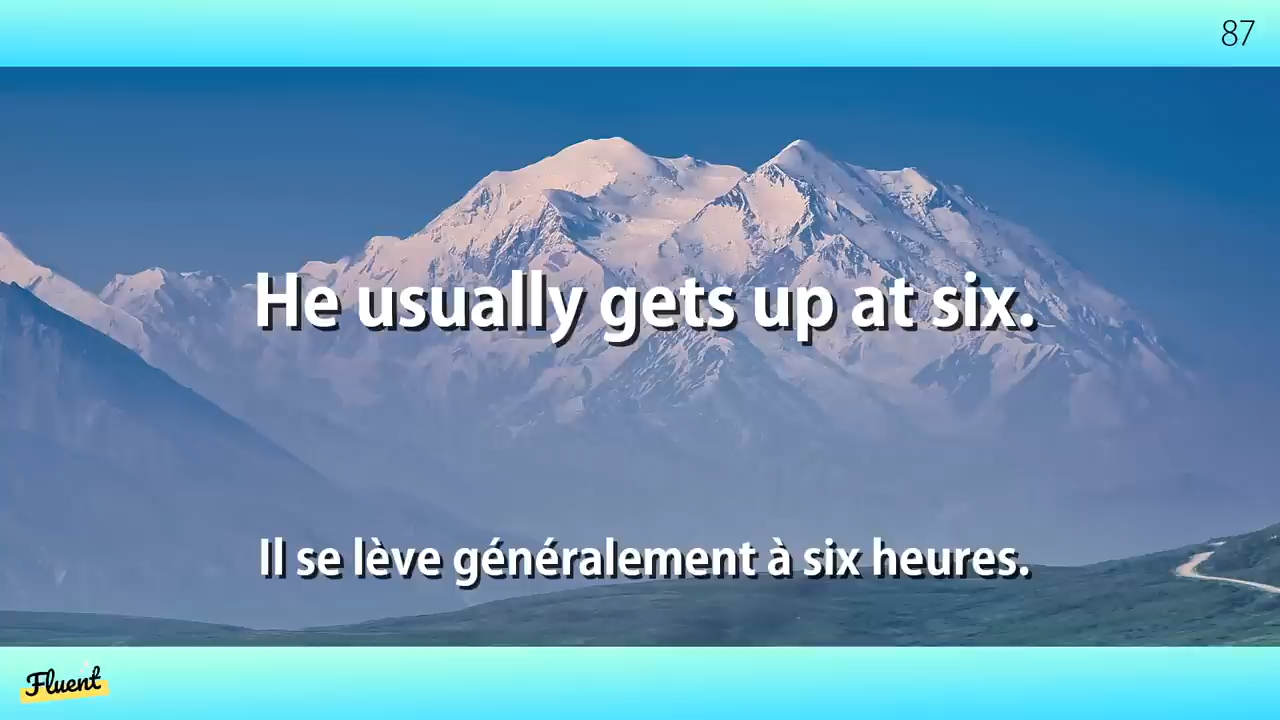 87
He usually gets up at six.
Il se lève généralement à six heures.
Fluent